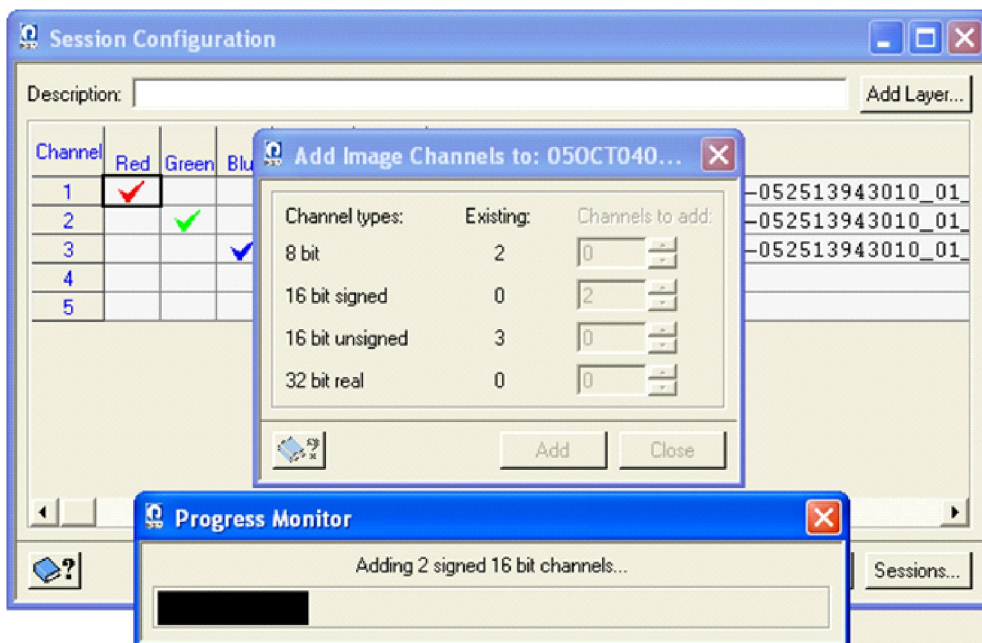 Session Configuration
Description:
Add Layer...
Channel Red Green Blu
1
2
3
4
5
-052513943010_01_
-052513943010_01_
-052513943010_01_
Add Image Channels to: 05OCT040...
Channel types: Existing: Channels to add:
8 bit 2 0
16 bit signed 0 2
16 bit unsigned 3 0
32 bit real 0 0
Add Close
Progress Monitor
Adding 2 signed 16 bit channels...
Sessions...